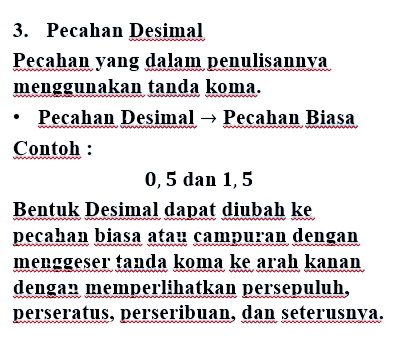 3. Pecahan Desimal
Pecahan yang dalam penulisannya
menggunakan tanda koma.
• Pecahan Desimal → Pecahan Biasa
Contoh :
0, 5 dan 1, 5
Bentuk Desimal dapat diubah ke
pecahan biasa atau campuran dengan
menggeser tanda koma ke arah kanan
dengan memperlihatkan persepuluh,
perseratus, perseribuan, dan seterusnya.